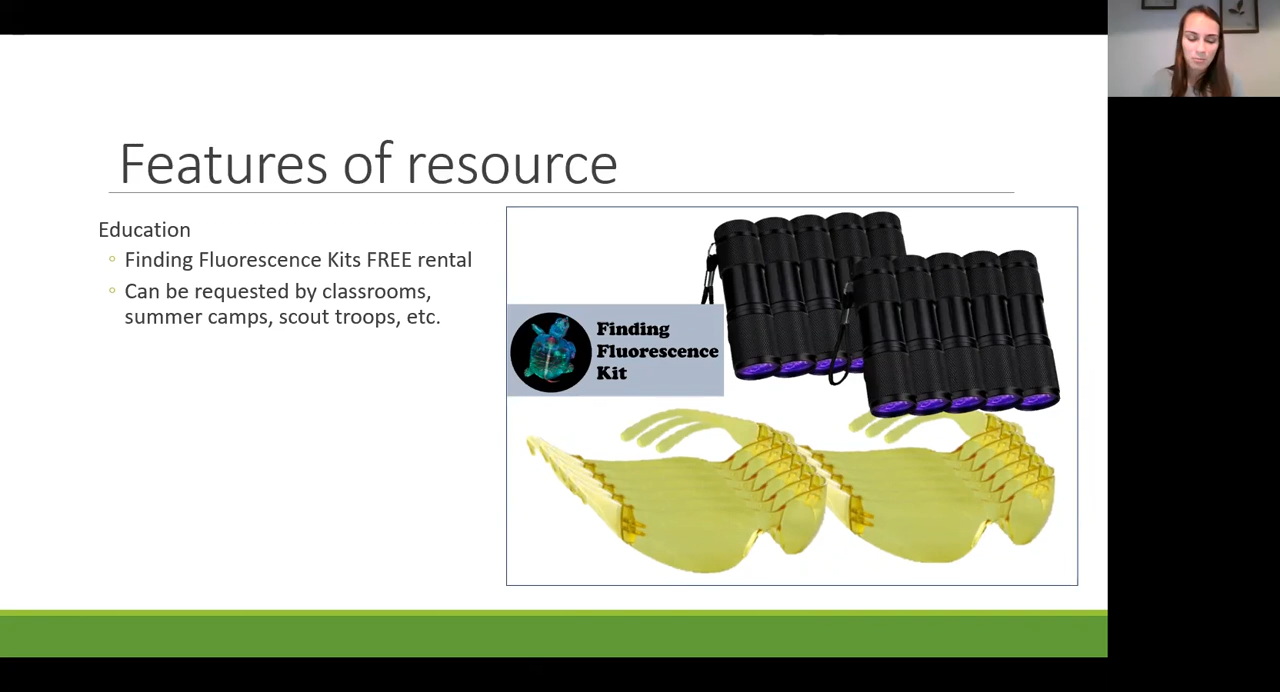 Features of resource
Education
Finding Fluorescence Kits FREE rental
Can be requested by classrooms,
summer camps, scout troops, etc.
Finding
Fluorescence
Kit